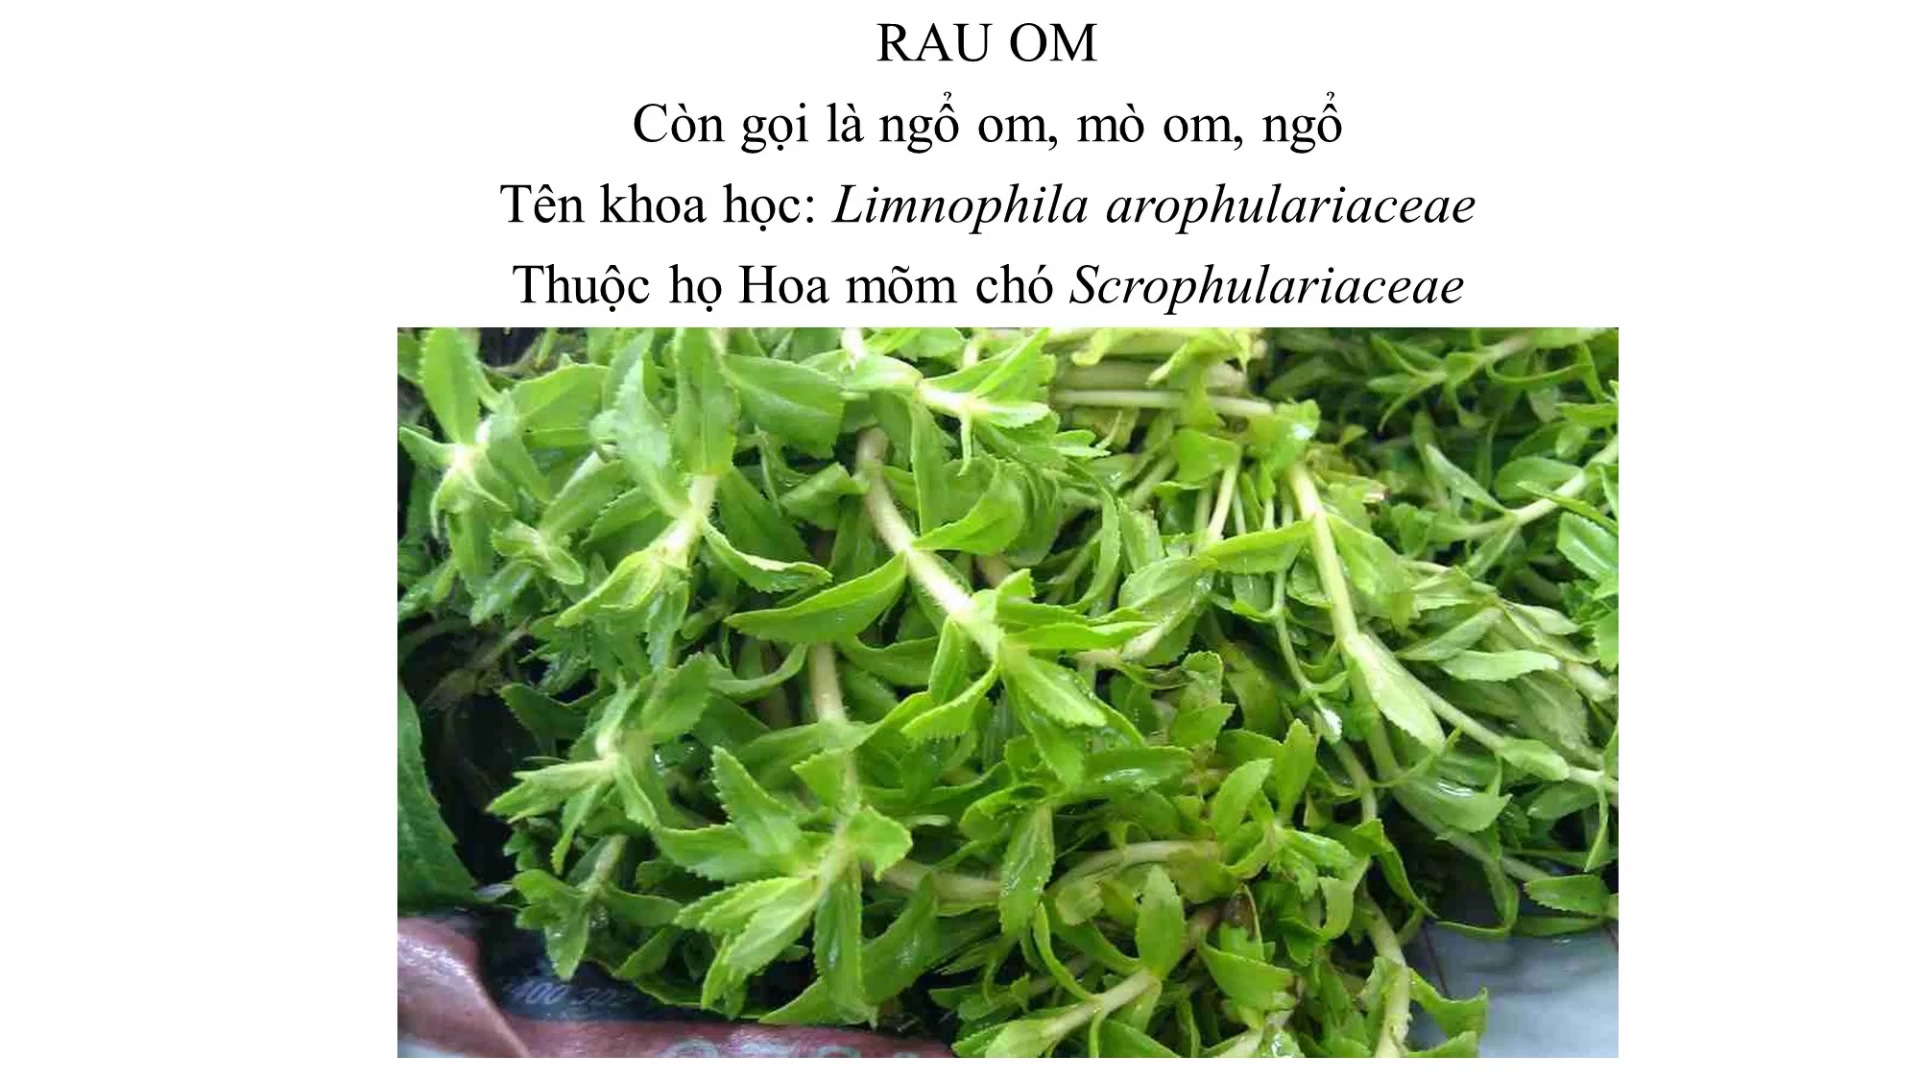 RAU OM
Còn gọi là ngổ om, mò om, ngổ
Tên khoa học: Limnophila arophulariaceae
Thuộc họ Hoa mõm chó Scrophulariaceae